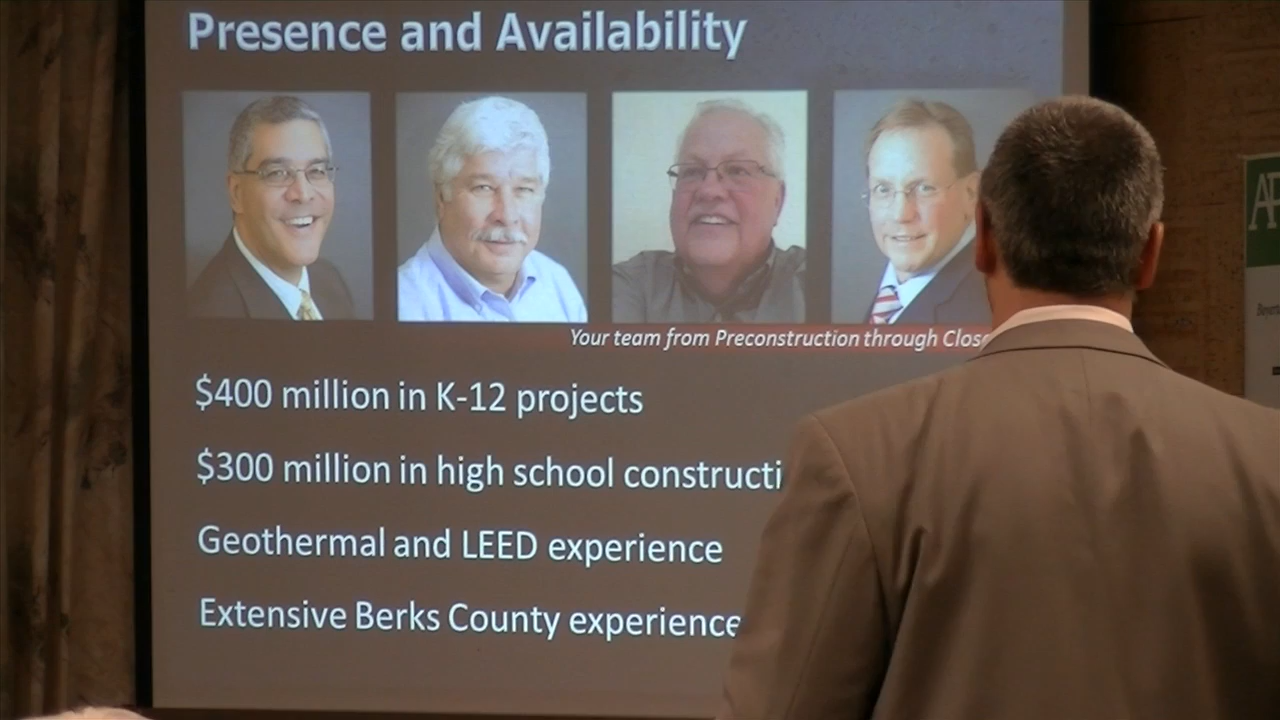 Presence and Availability
Your team from Preconstruction through Close
$400 million in K-12 projects
$300 million in high school constructi
Geothermal and LEED experience
Extensive Berks County experience